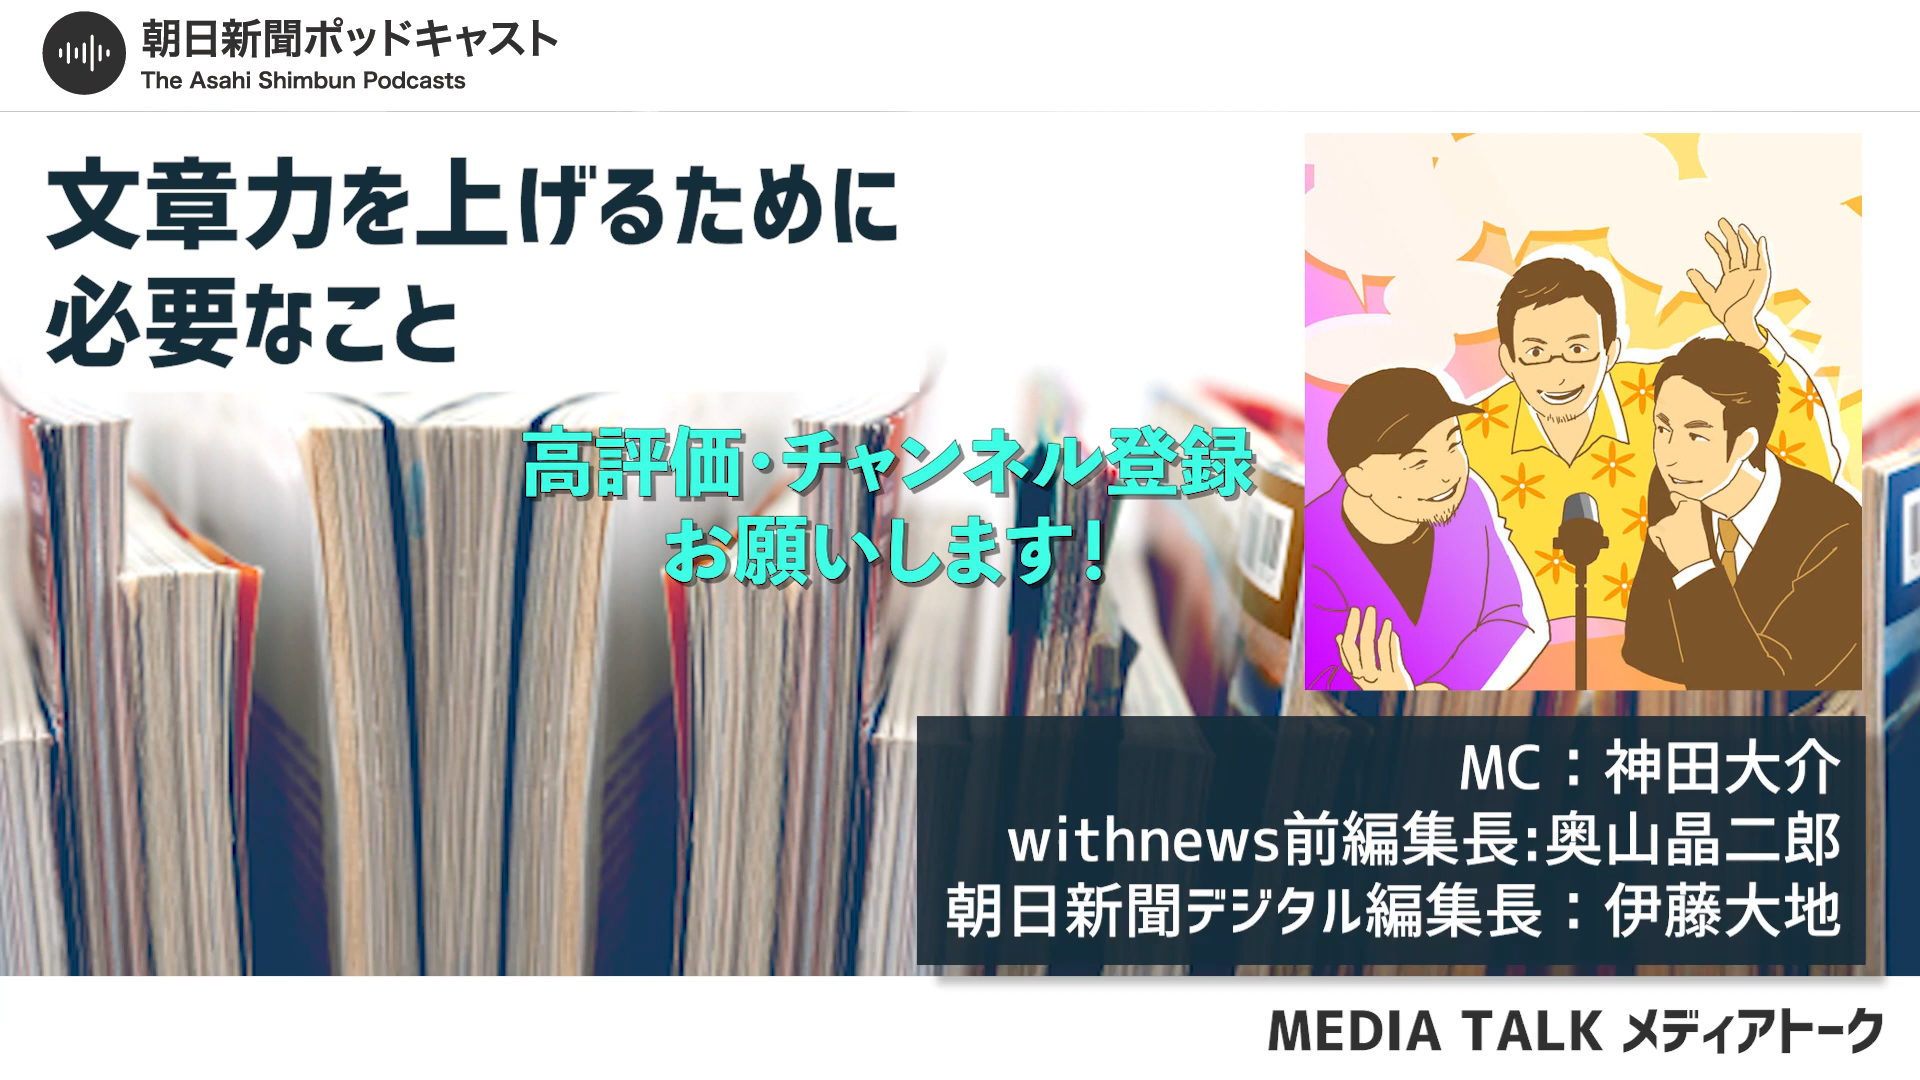 朝日新聞ポッドキャスト
The Asahi Shimbun Podcasts
文章力を上げるために
必要なこと
高評価・チャンネル登録
お願いします!
MC：神田大介
withnews前編集長:奥山晶二郎
朝日新聞デジタル編集長：伊藤大地
MEDIA TALK メディアトーク